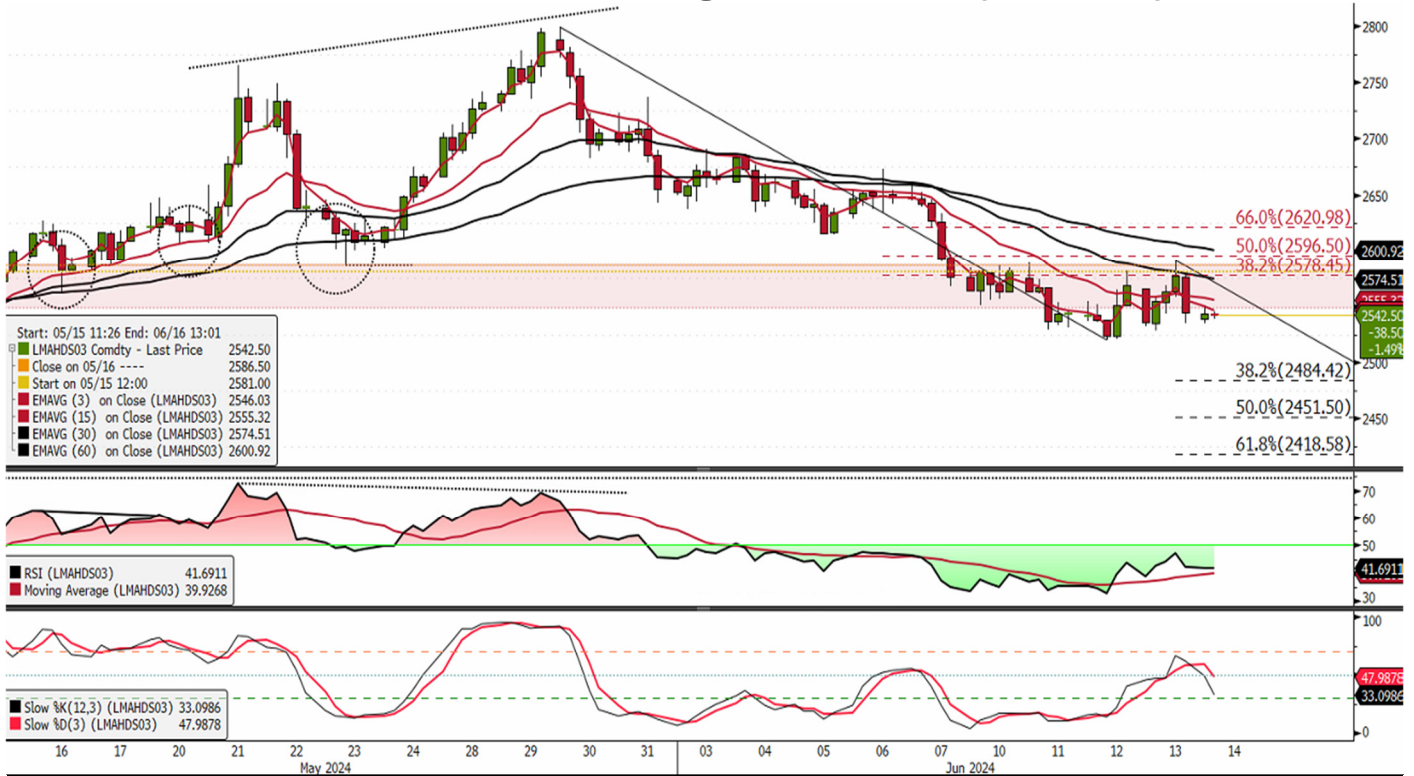 2800
2750
2700
2650
66.0%(2620.98)
50.0%(2596.50)
2600.92
38.2%(2578.45)
2574.51
2555.32
2542.50
-38.50
-1.49%
2500
38.2%(2484.42)
50.0%(2451.50)
2450
61.8%(2418.58)
Start: 05/15 11:26 End: 06/16 13:01
LMAHDS03 Comdty - Last Price 2542.50
Close on 05/16 ---- 2586.50
Start on 05/15 12:00 2581.00
EMAVG (3) on Close (LMAHDS03) 2546.03
EMAVG (15) on Close (LMAHDS03) 2555.32
EMAVG (30) on Close (LMAHDS03) 2574.51
EMAVG (60) on Close (LMAHDS03) 2600.92
70
60
50
41.6911
30
RSI (LMAHDS03) 41.6911
Moving Average (LMAHDS03) 39.9268
100
47.9878
33.0986
0
Slow %K(12,3) (LMAHDS03) 33.0986
Slow %D(3) (LMAHDS03) 47.9878
16 17 20 21 22 23 24 27 28 29 30 31 03 04 05 06 07 10 11 12 13 14
May 2024 Jun 2024